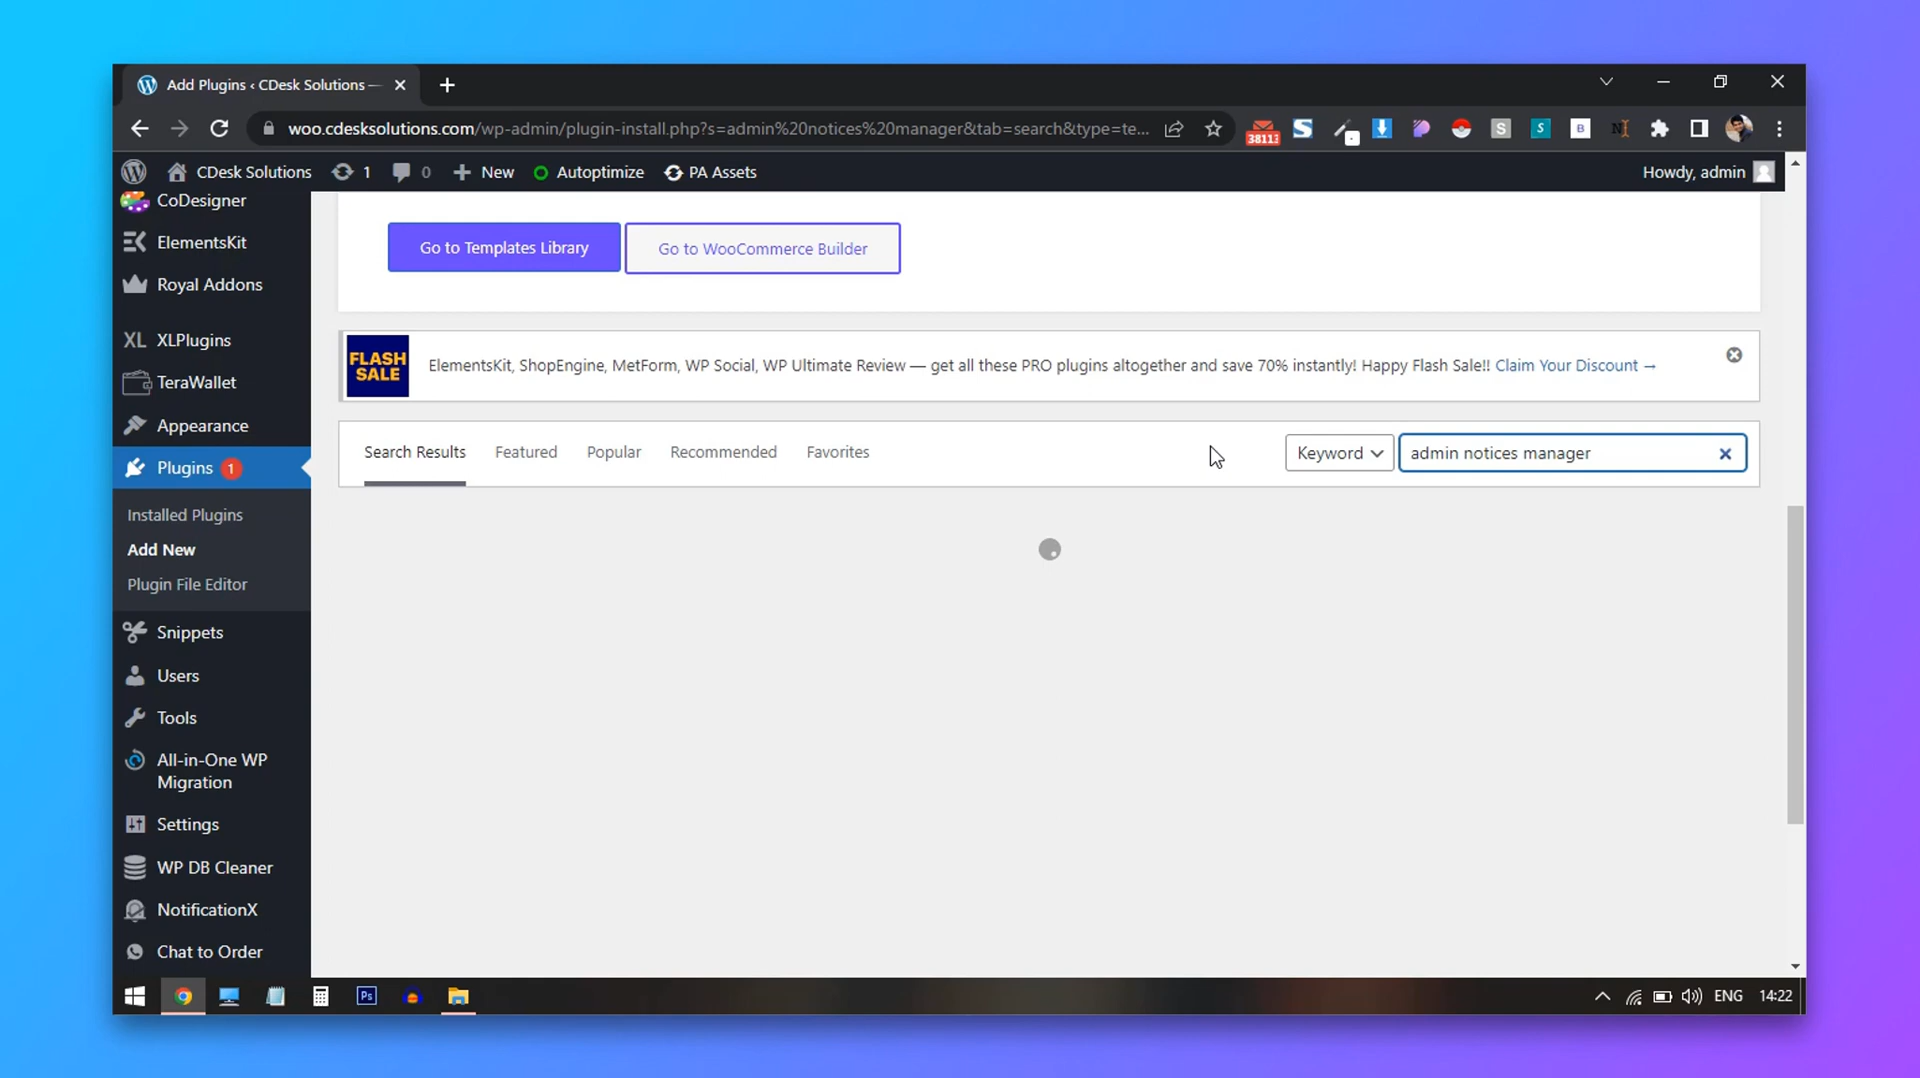 Add Plugins ‹ CDesk Solutions —
woo.cdesksolutions.com/wp-admin/plugin-install.php?s=admin%20notices%20manager&tab=search&type=te...
38113
S
S
B
CDesk Solutions
1
0
New
Autoptimize
PA Assets
Howdy, admin
CoDesigner
ElementsKit
Royal Addons
XL XLPlugins
TeraWallet
Appearance
Plugins 1
Installed Plugins
Add New
Plugin File Editor
Snippets
Users
Tools
All-in-One WP
Migration
Settings
WP DB Cleaner
NotificationX
Chat to Order
Go to Templates Library
Go to WooCommerce Builder
FLASH
SALE
ElementsKit, ShopEngine, MetForm, WP Social, WP Ultimate Review — get all these PRO plugins altogether and save 70% instantly! Happy Flash Sale!! Claim Your Discount →
Search Results
Featured
Popular
Recommended
Favorites
Keyword
admin notices manager
Ps
ENG
14:22